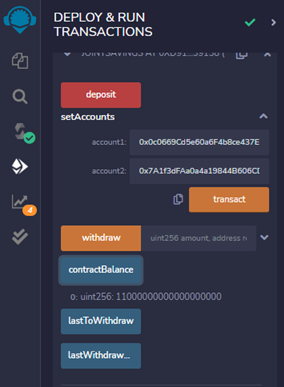 DEPLOY & RUN
TRANSACTIONS
JOINTSAVINGS AT 0XD91...39138 (
deposit
setAccounts
account1: 0x0c0669Cd5e60a6F4b8ce437E
account2: 0x7A1f3dFAa0a4a19844B606CD
transact
withdraw uint256 amount, address r
contractBalance
0: uint256: 11000000000000000000
lastToWithdraw
lastWithdraw...
4